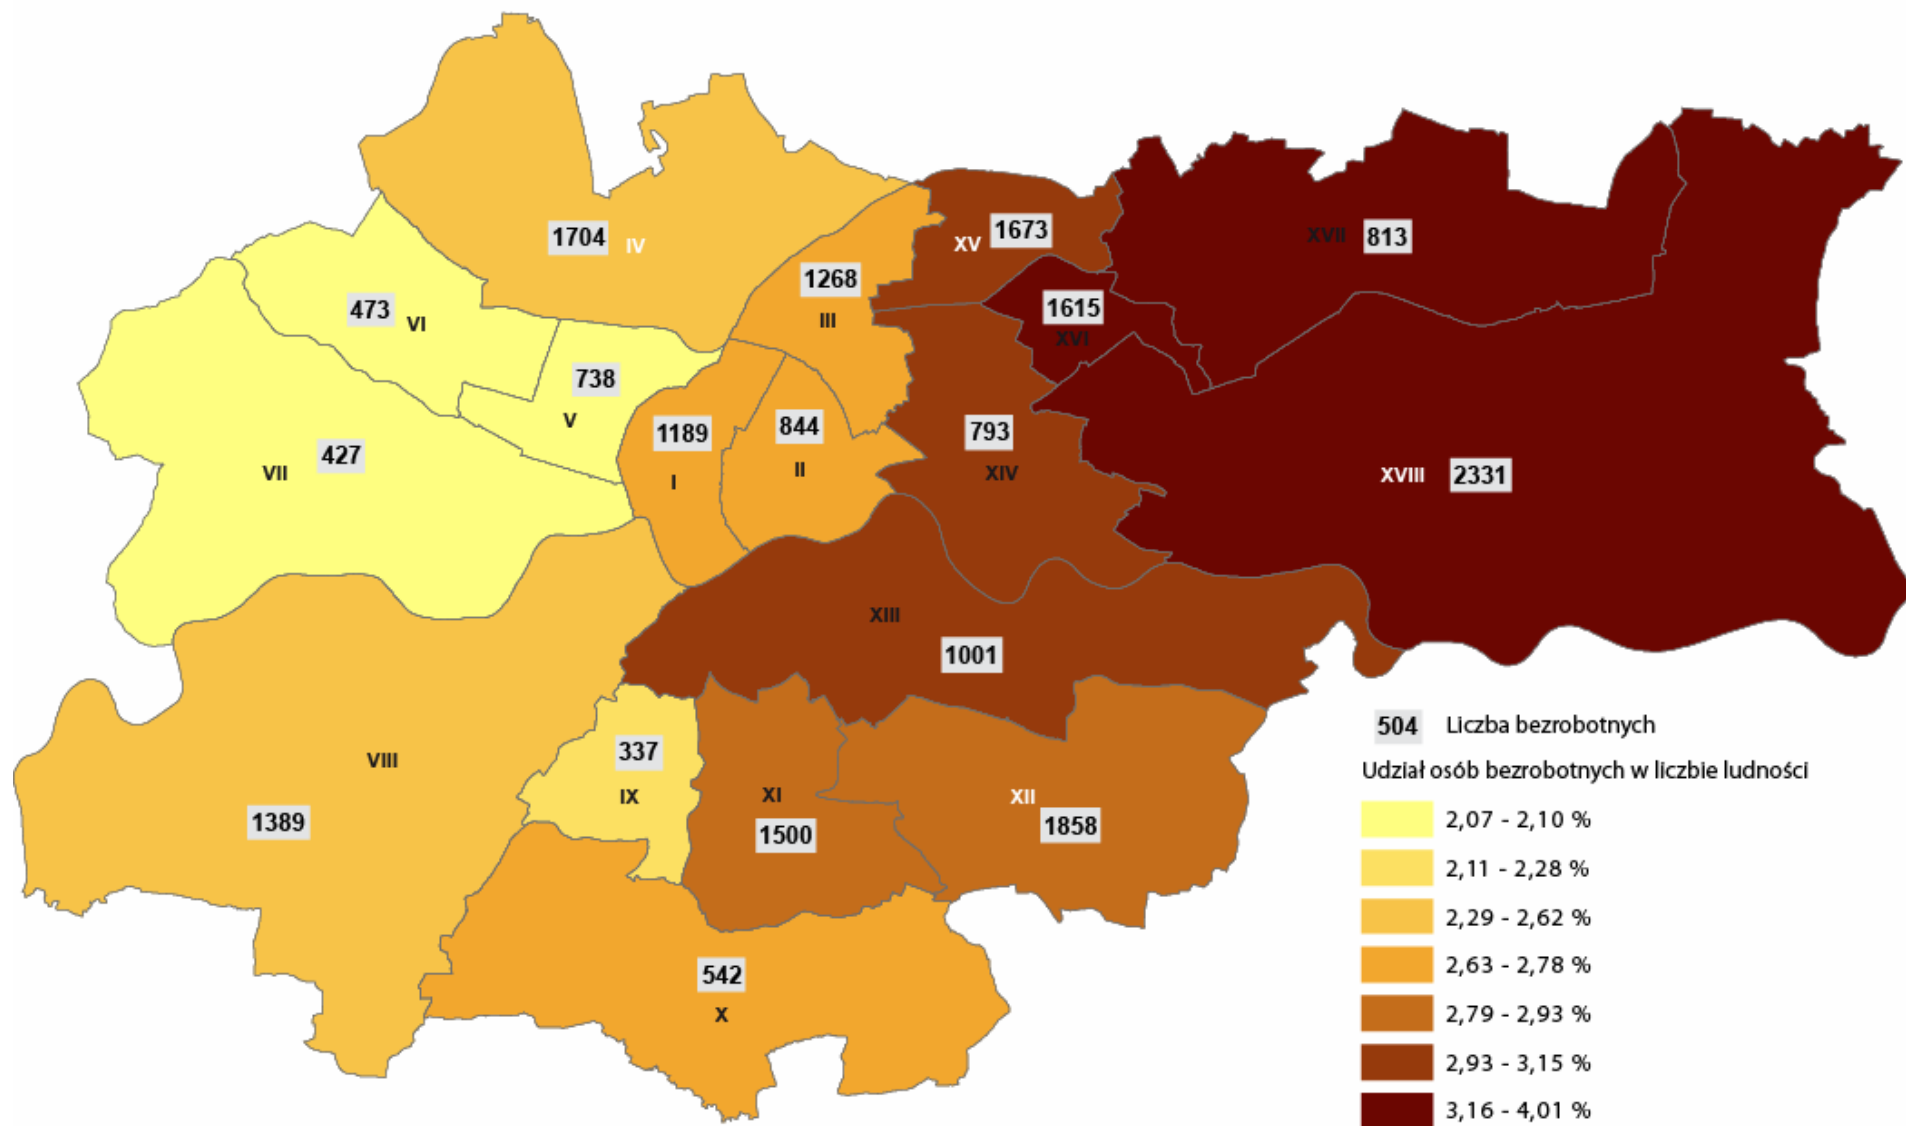 1704 IV
XV 1673
XVII 813
1268
III
473
VI
1615
XVI
738
V
1189
I
844
II
793
XIV
VII 427
XVIII 2331
XIII
1001
337
IX
VIII
1389
XI
1500
XII
1858
542
X
504 Liczba bezrobotnych
Udział osób bezrobotnych w liczbie ludności
2,07 - 2,10 %
2,11 - 2,28 %
2,29 - 2,62 %
2,63 - 2,78 %
2,79 - 2,93 %
2,93 - 3,15 %
3,16 - 4,01 %